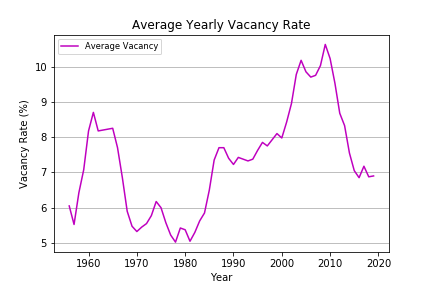 Average Yearly Vacancy Rate
Average Vacancy
10
9
8
7
6
5
Vacancy Rate (%)
1960 1970 1980 1990 2000 2010 2020
Year